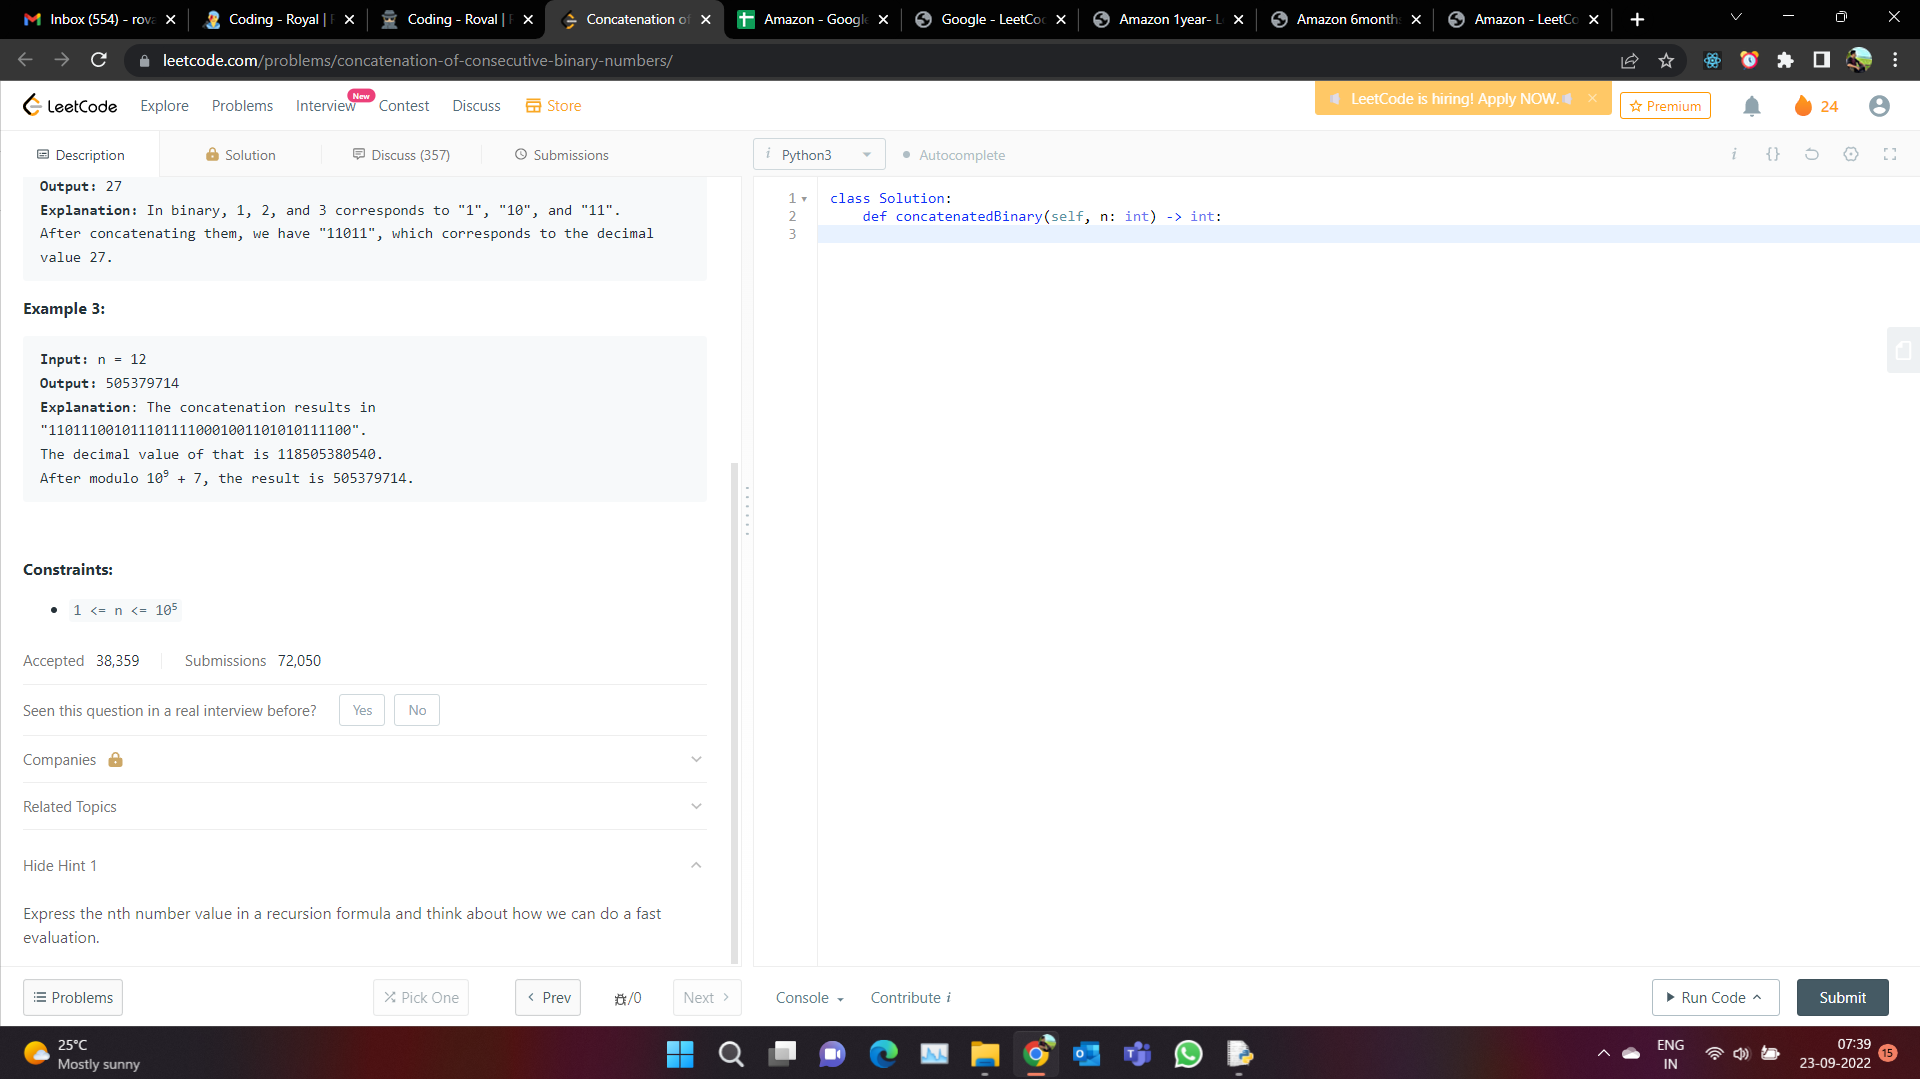 Inbox (554) - rova
Coding - Royal |
Coding - Royal |
Concatenation of
Amazon - Google
Google - LeetCo
Amazon 1year- L
Amazon 6month
Amazon - LeetCo
leetcode.com/problems/concatenation-of-consecutive-binary-numbers/
LeetCode
Explore
Problems
Interview
New
Contest
Discuss
Store
LeetCode is hiring! Apply NOW.
Premium
24
Description
Solution
Discuss (357)
Submissions
i Python3
Autocomplete
i {}
Output: 27
Explanation: In binary, 1, 2, and 3 corresponds to "1", "10", and "11".
After concatenating them, we have "11011", which corresponds to the decimal
value 27.
Example 3:
Input: n = 12
Output: 505379714
Explanation: The concatenation results in
"1101110010111011110001001101010111100".
The decimal value of that is 118505380540.
After modulo 10⁹ + 7, the result is 505379714.
Constraints:
1 <= n <= 10⁵
Accepted 38,359
Submissions 72,050
Seen this question in a real interview before?
Yes
No
Companies
Related Topics
Hide Hint 1
Express the nth number value in a recursion formula and think about how we can do a fast
evaluation.
1 class Solution:
2 def concatenatedBinary(self, n: int) -> int:
3
Problems
Pick One
Prev
/0
Next
Console
Contribute i
Run Code
Submit
25°C
Mostly sunny
ENG
IN
07:39
23-09-2022
15